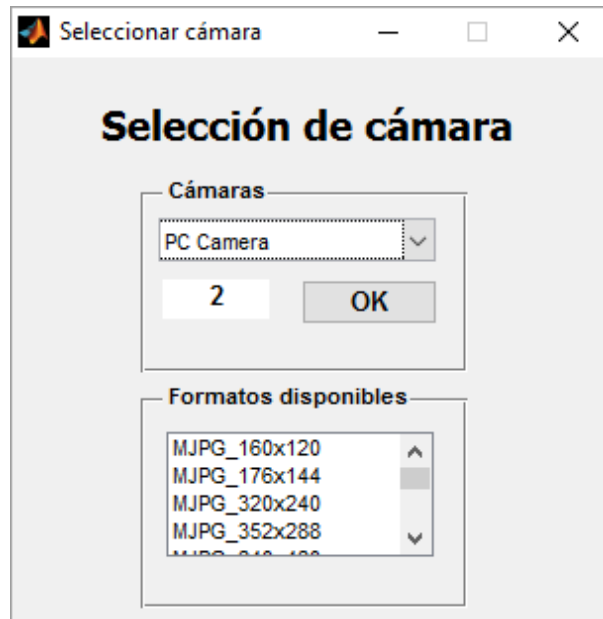 Seleccionar cámara
Selección de cámara
Cámaras
PC Camera
2
OK
Formatos disponibles
MJPG_160x120
MJPG_176x144
MJPG_320x240
MJPG_352x288